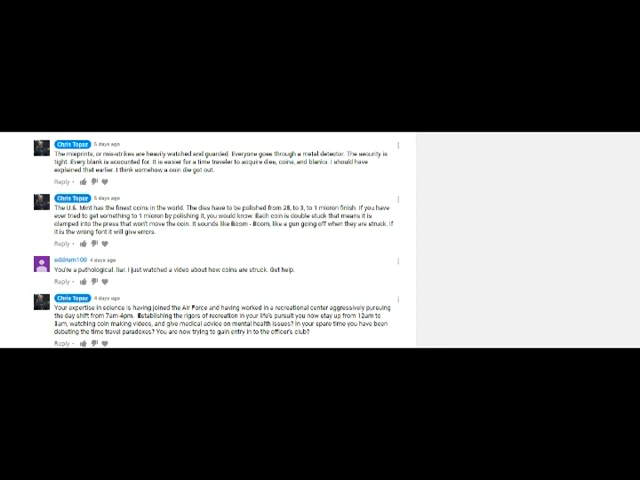 Chris Topaz 5 days ago
The misprints, or mis-strikes are heavily watched and guarded. Everyone goes through a metal detector. The security is
tight. Every blank is accounted for. It is easier for a time traveler to acquire dies, coins, and blanks. I should have
explained that earlier. I think somehow a coin die got out.
Reply
Chris Topaz 5 days ago
The U.S. Mint has the finest coins in the world. The dies have to be polished from 25, to 3, to 1 micron finish. If you have
ever tried to get something to 1 micron by polishing it, you would know. Each coin is double stuck that means it is
clamped into the press that won't move the coin. It sounds like Boom - Boom, like a gun going off when they are struck. If
it is the wrong font it will give errors.
Reply
oddrum100 4 days ago
You're a pathological. liar. I just watched a video about how coins are struck. Get help.
Reply
Chris Topaz 4 days ago
Your expertise in science is having joined the Air Force and having worked in a recreational center aggressively pursuing
the day shift from 7am-4pm. Establishing the rigors of recreation in your life's pursuit you now stay up from 12am to
3am, watching coin making videos, and give medical advice on mental health issues? In your spare time you have been
debating the time travel paradoxes? You are now trying to gain entry in to the officer's club?
Reply